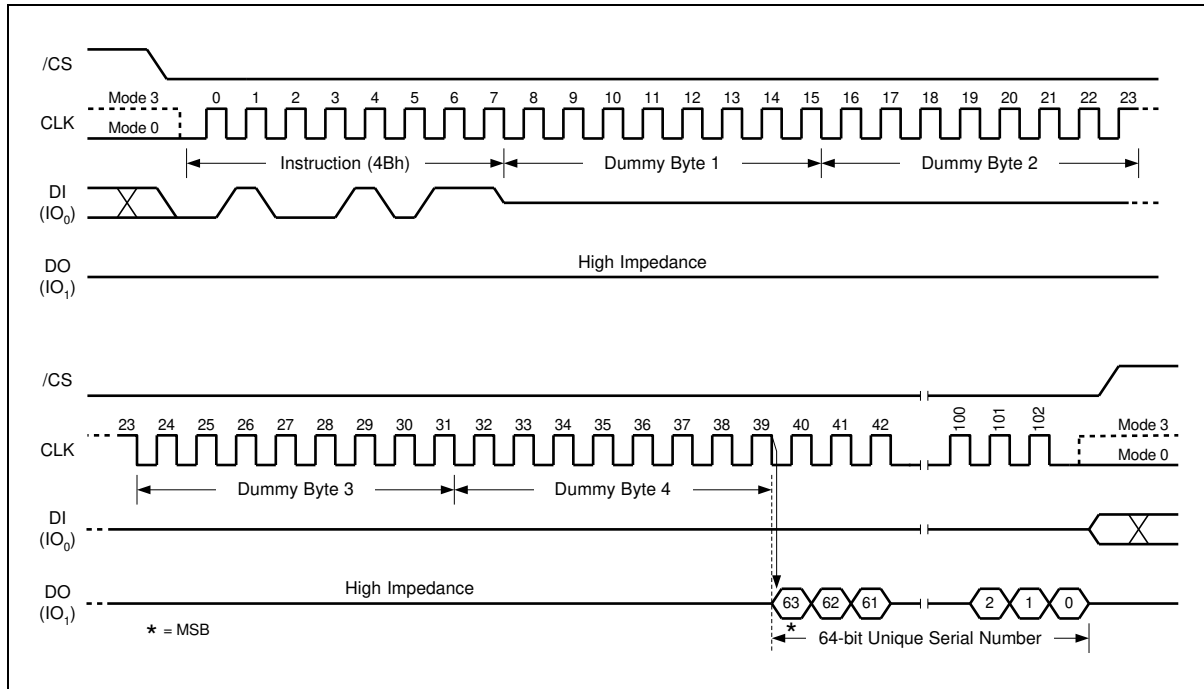 /CS
Mode 3 0 1 2 3 4 5 6 7 8 9 10 11 12 13 14 15 16 17 18 19 20 21 22 23
CLK
Mode 0
Instruction (4Bh) Dummy Byte 1 Dummy Byte 2
DI
(IO₀)
High Impedance
DO
(IO₁)
/CS
23 24 25 26 27 28 29 30 31 32 33 34 35 36 37 38 39 40 41 42 100 101 102 Mode 3
CLK
Mode 0
Dummy Byte 3 Dummy Byte 4
DI
(IO₀)
High Impedance
DO
(IO₁)
63 62 61 2 1 0
* = MSB
* 64-bit Unique Serial Number